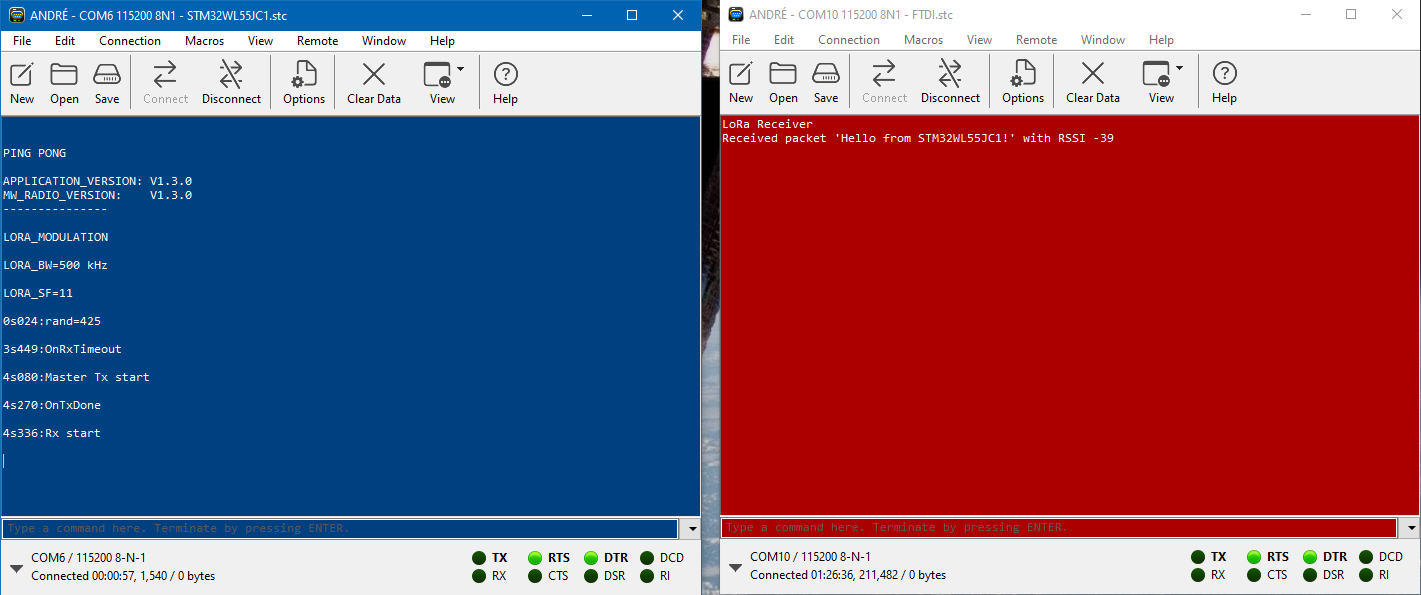 ANDRÉ - COM6 115200 8N1 - STM32WL55JC1.stc
File Edit Connection Macros View Remote Window Help
New Open Save Connect Disconnect Options Clear Data View Help
PING PONG
APPLICATION_VERSION: V1.3.0
MW_RADIO_VERSION:    V1.3.0
---------------
LORA_MODULATION
LORA_BW=500 kHz
LORA_SF=11
0s024:rand=425
3s449:OnRxTimeout
4s080:Master Tx start
4s270:OnTxDone
4s336:Rx start
Type a command here. Terminate by pressing ENTER.
COM6 / 115200 8-N-1
Connected 00:00:57, 1,540 / 0 bytes
TX RTS DTR DCD
RX CTS DSR RI
ANDRÉ - COM10 115200 8N1 - FTDI.stc
File Edit Connection Macros View Remote Window Help
New Open Save Connect Disconnect Options Clear Data View Help
LoRa Receiver
Received packet 'Hello from STM32WL55JC1!' with RSSI -39
Type a command here. Terminate by pressing ENTER.
COM10 / 115200 8-N-1
Connected 01:26:36, 211,482 / 0 bytes
TX RTS DTR DCD
RX CTS DSR RI